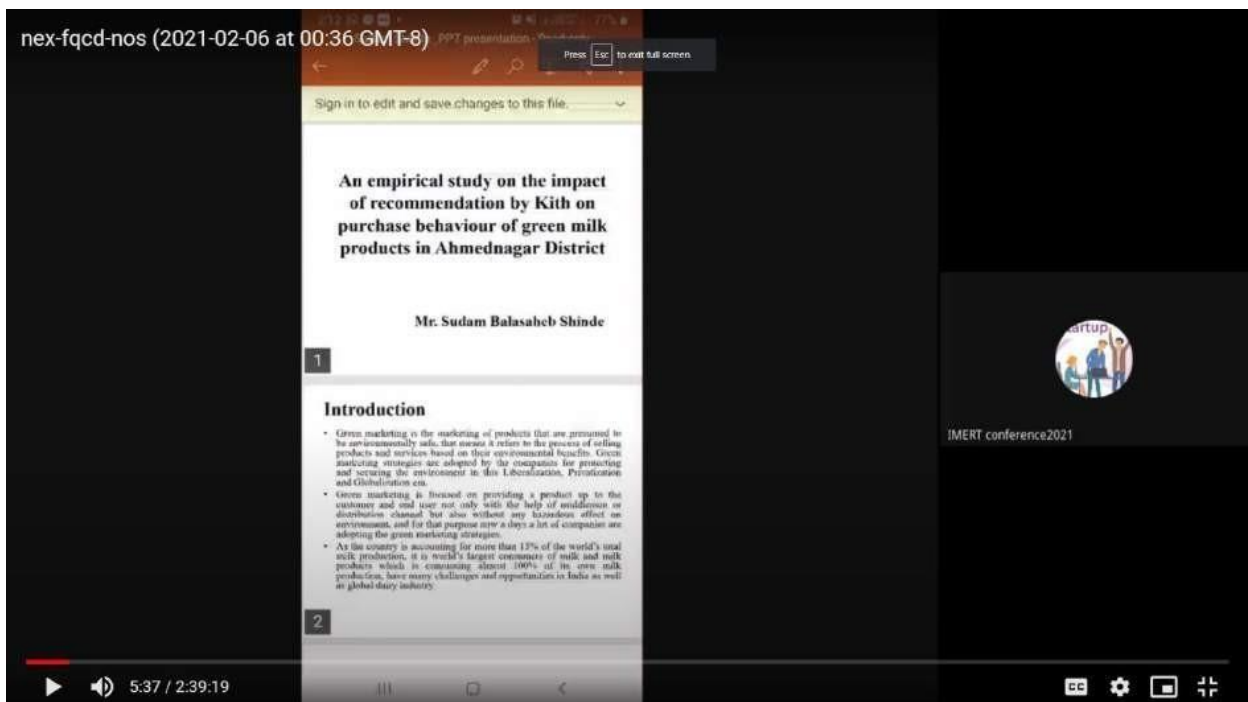 nex-fqcd-nos (2021-02-06 at 00:36 GMT-8)
PPT presentation -
Press Esc to exit full screen
Sign in to edit and save changes to this file.
An empirical study on the impact
of recommendation by Kith on
purchase behaviour of green milk
products in Ahmednagar District
Mr. Sudam Balasaheb Shinde
1
Introduction
• Green marketing is the marketing of products that are presumed to
be environmentally safe, that means it refers to the process of selling
products and services based on their environmental benefits. Green
marketing strategies are adopted by the companies for protecting
and securing the environment in this Liberalization, Privatization
and Globalization era.
• Green marketing is focused on providing a product up to the
customer and end user not only with the help of middleman or
distribution channel but also without any hazardous effect on
environment, and for that purpose now a days a lot of companies are
adopting the green marketing strategies.
• As the country is accounting for more than 15% of the world's total
milk production, it is world's largest consumers of milk and milk
products which is consuming almost 100% of its own milk
production, have many challenges and opportunities in India as well
as global dairy industry.
2
startup
IMERT conference2021
5:37 / 2:39:19
CC